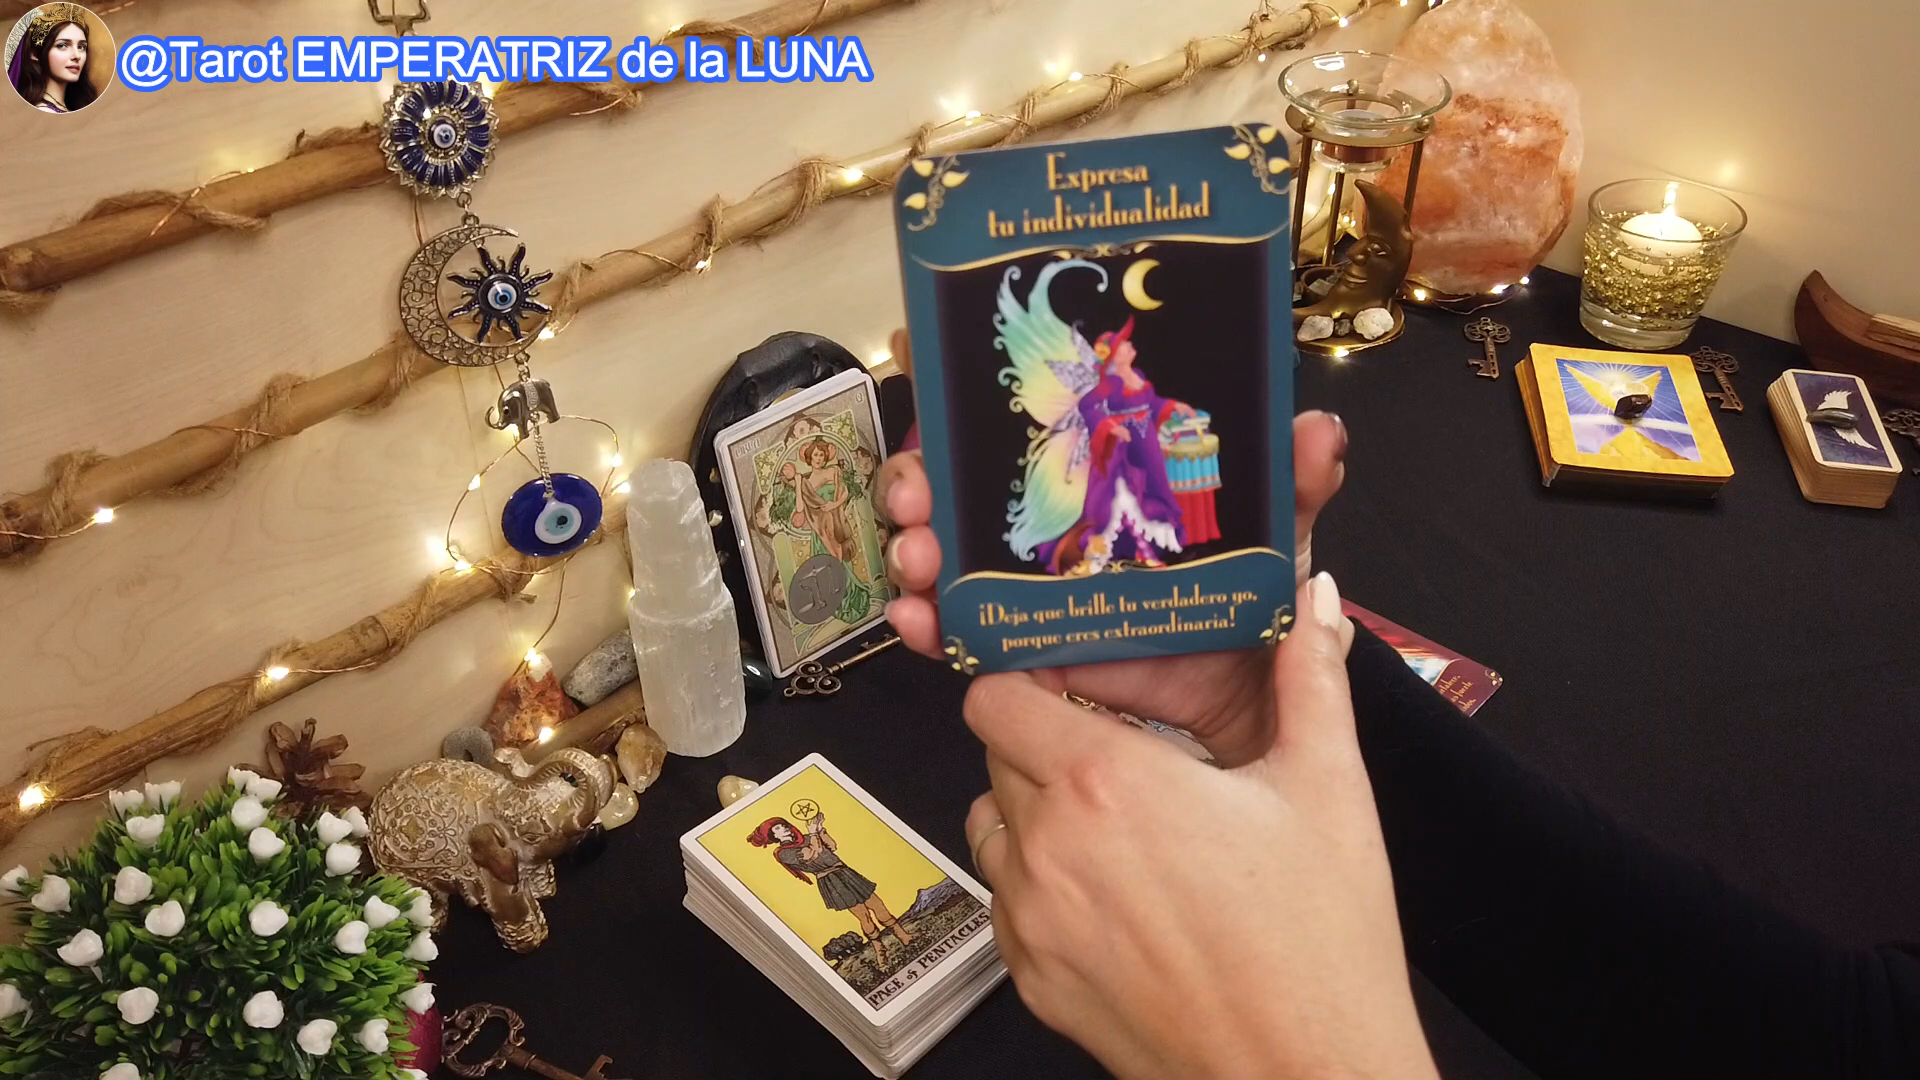 @Tarot EMPERATRIZ de la LUNA
Expresa
tu individualidad
¡Deja que brille tu verdadero yo,
porque eres extraordinaria!
PAGE of PENTACLES